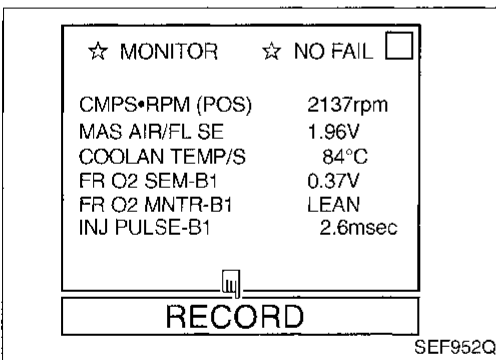 ☆ MONITOR ☆ NO FAIL
CMPS•RPM (POS) 2137rpm
MAS AIR/FL SE 1.96V
COOLAN TEMP/S 84°C
FR O2 SEM-B1 0.37V
FR O2 MNTR-B1 LEAN
INJ PULSE-B1 2.6msec
RECORD
SEF952Q